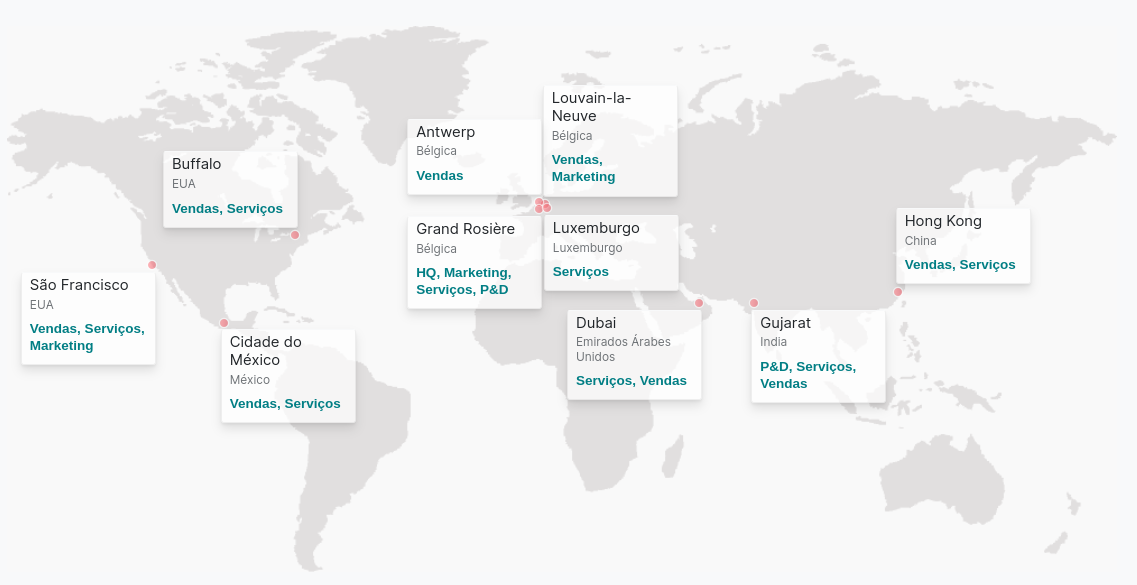 Louvain-la-
Neuve
Bélgica
Vendas,
Marketing
Antwerp
Bélgica
Vendas
Buffalo
EUA
Vendas, Serviços
Grand Rosière
Bélgica
HQ, Marketing,
Serviços, P&D
Luxemburgo
Luxemburgo
Serviços
Hong Kong
China
Vendas, Serviços
São Francisco
EUA
Vendas, Serviços,
Marketing
Cidade do
México
México
Vendas, Serviços
Dubai
Emirados Árabes
Unidos
Serviços, Vendas
Gujarat
India
P&D, Serviços,
Vendas